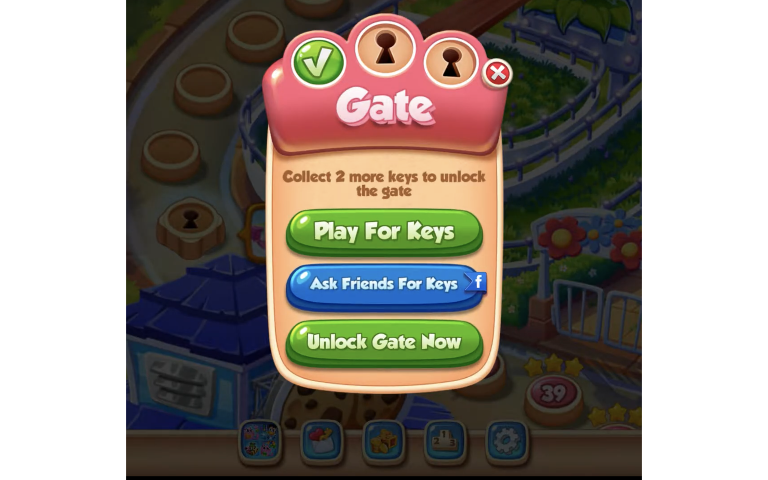 Gate
Collect 2 more keys to unlock
the gate
Play For Keys
Ask Friends For Keys
f
Unlock Gate Now
39